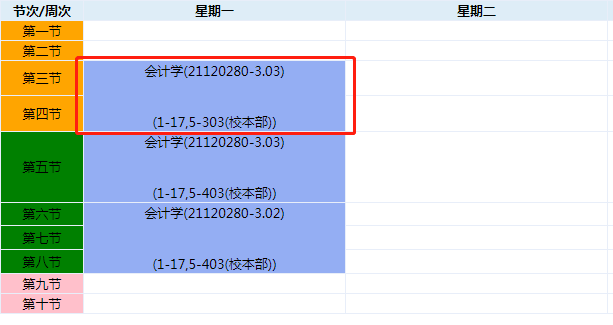 节次/周次 星期一 星期二
第一节
第二节
第三节
会计学(21120280-3.03)
(1-17,5-303(校本部))
第四节
第五节
会计学(21120280-3.03)
(1-17,5-403(校本部))
第六节
会计学(21120280-3.02)
第七节
第八节
(1-17,5-403(校本部))
第九节
第十节